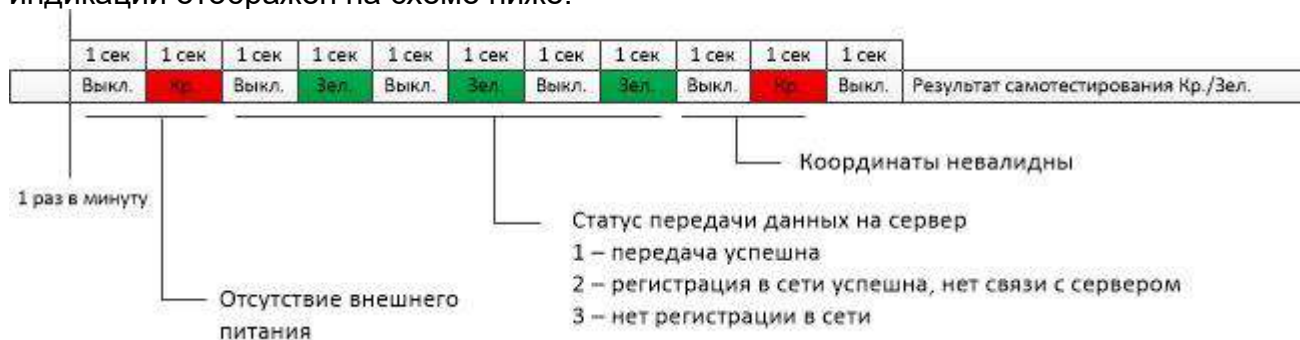 индикации отображен на схеме ниже.
1 сек 1 сек 1 сек 1 сек 1 сек 1 сек 1 сек 1 сек 1 сек 1 сек 1 сек
Выкл. Кр. Выкл. Зел. Выкл. Зел. Выкл. Зел. Выкл. Кр. Выкл. Результат самотестирования Кр./Зел.
Координаты невалидны
1 раз в минуту
Статус передачи данных на сервер
1 – передача успешна
2 – регистрация в сети успешна, нет связи с сервером
3 – нет регистрации в сети
Отсутствие внешнего
питания